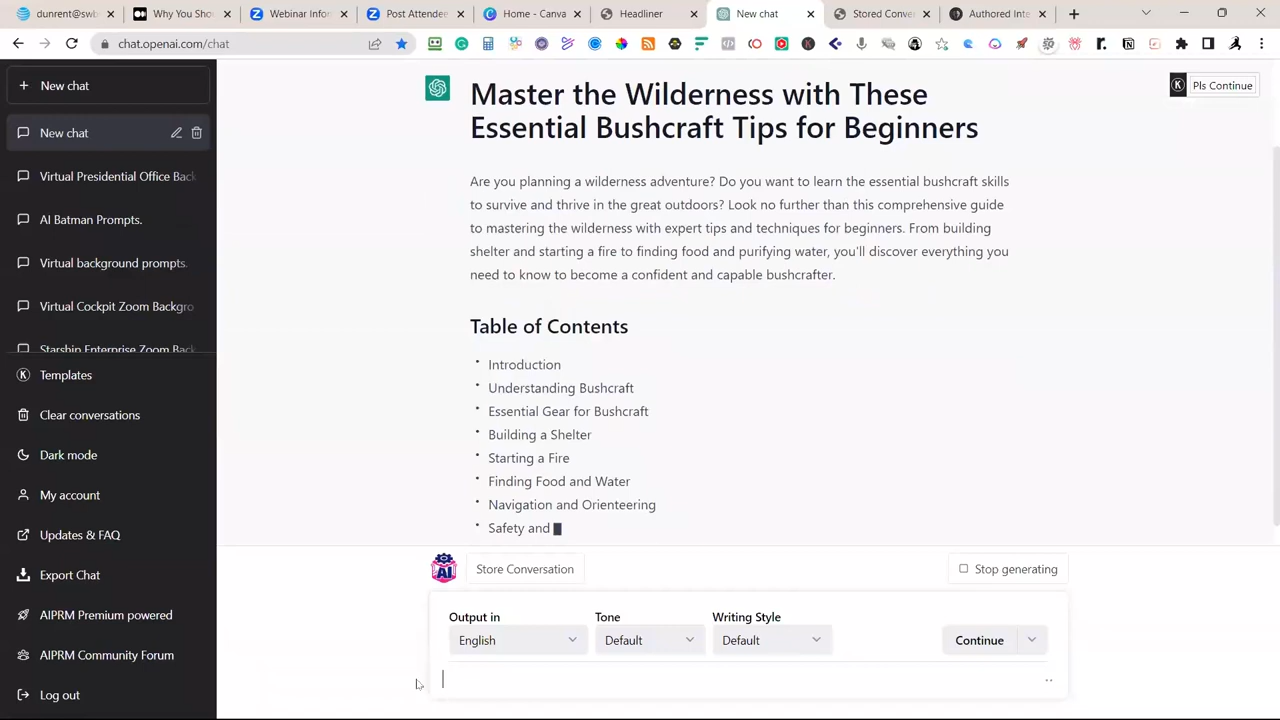 dunrent@swb
Why You Sho
Webinar Infor
Post Attendee
Home - Canva
Headliner
New chat
Stored Conver
Authored Inte
chat.openai.com/chat
New chat
New chat
Virtual Presidential Office Back
AI Batman Prompts.
Virtual background prompts.
Virtual Cockpit Zoom Backgro
Starship Enterprise Zoom Back
Templates
Clear conversations
Dark mode
My account
Updates & FAQ
Export Chat
AIPRM Premium powered
AIPRM Community Forum
Log out
Pls Continue
Master the Wilderness with These
Essential Bushcraft Tips for Beginners
Are you planning a wilderness adventure? Do you want to learn the essential bushcraft skills
to survive and thrive in the great outdoors? Look no further than this comprehensive guide
to mastering the wilderness with expert tips and techniques for beginners. From building
shelter and starting a fire to finding food and purifying water, you'll discover everything you
need to know to become a confident and capable bushcrafter.
Table of Contents
• Introduction
• Understanding Bushcraft
• Essential Gear for Bushcraft
• Building a Shelter
• Starting a Fire
• Finding Food and Water
• Navigation and Orienteering
• Safety and
AI
Store Conversation
Stop generating
Output in
Tone
Writing Style
English
Default
Default
Continue